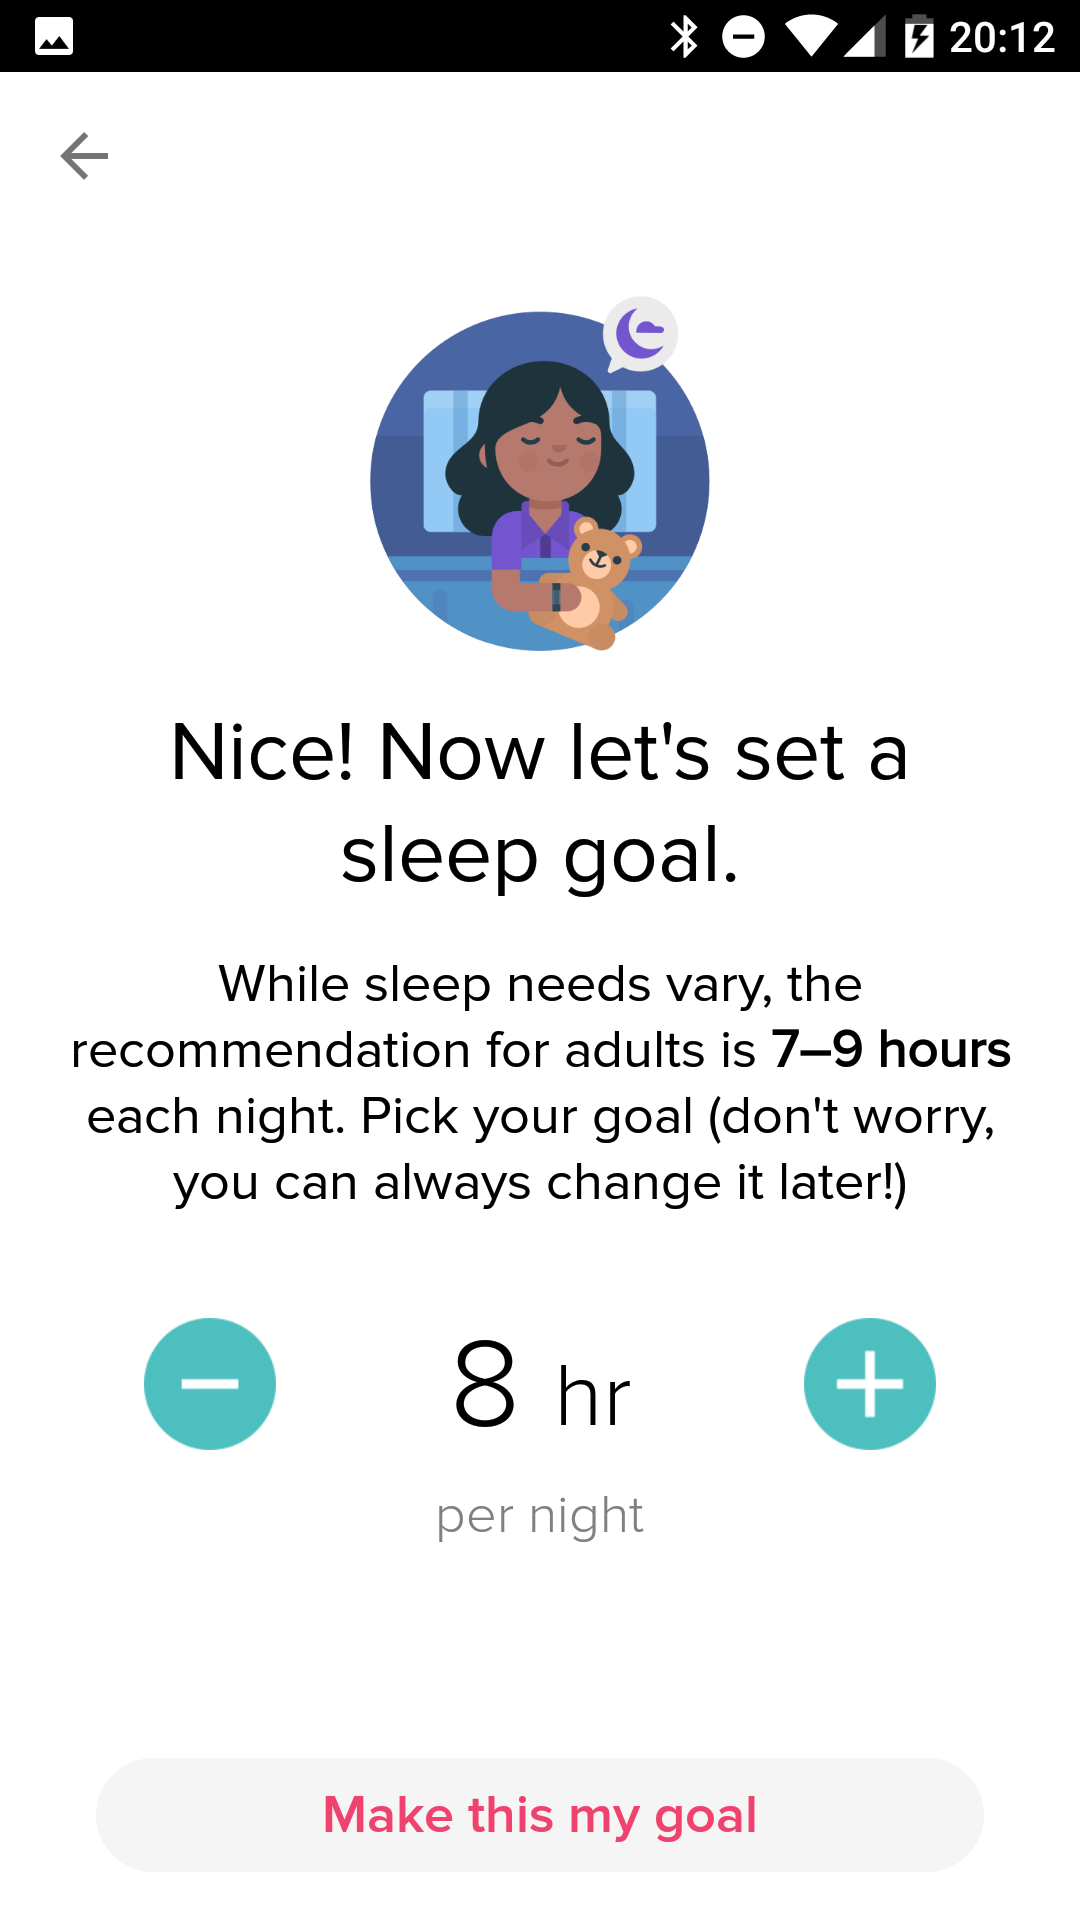 20:12
Nice! Now let's set a
sleep goal.
While sleep needs vary, the
recommendation for adults is 7–9 hours
each night. Pick your goal (don't worry,
you can always change it later!)
8 hr
per night
Make this my goal